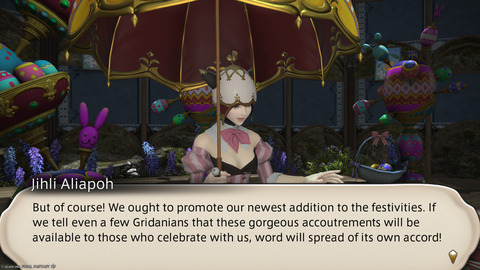 Jihli Aliapoh
But of course! We ought to promote our newest addition to the festivities. If
we tell even a few Gridanians that these gorgeous accoutrements will be
available to those who celebrate with us, word will spread of its own accord!